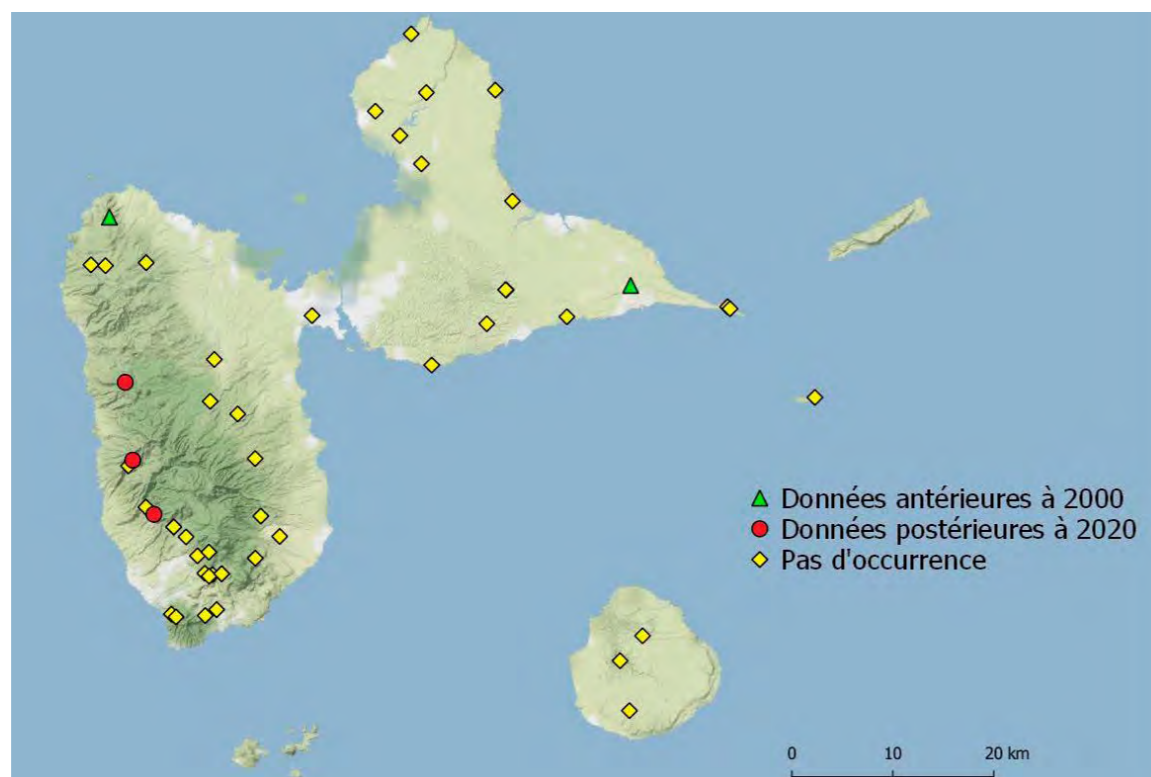 Données antérieures à 2000
Données postérieures à 2020
Pas d'occurrence
0 10 20 km